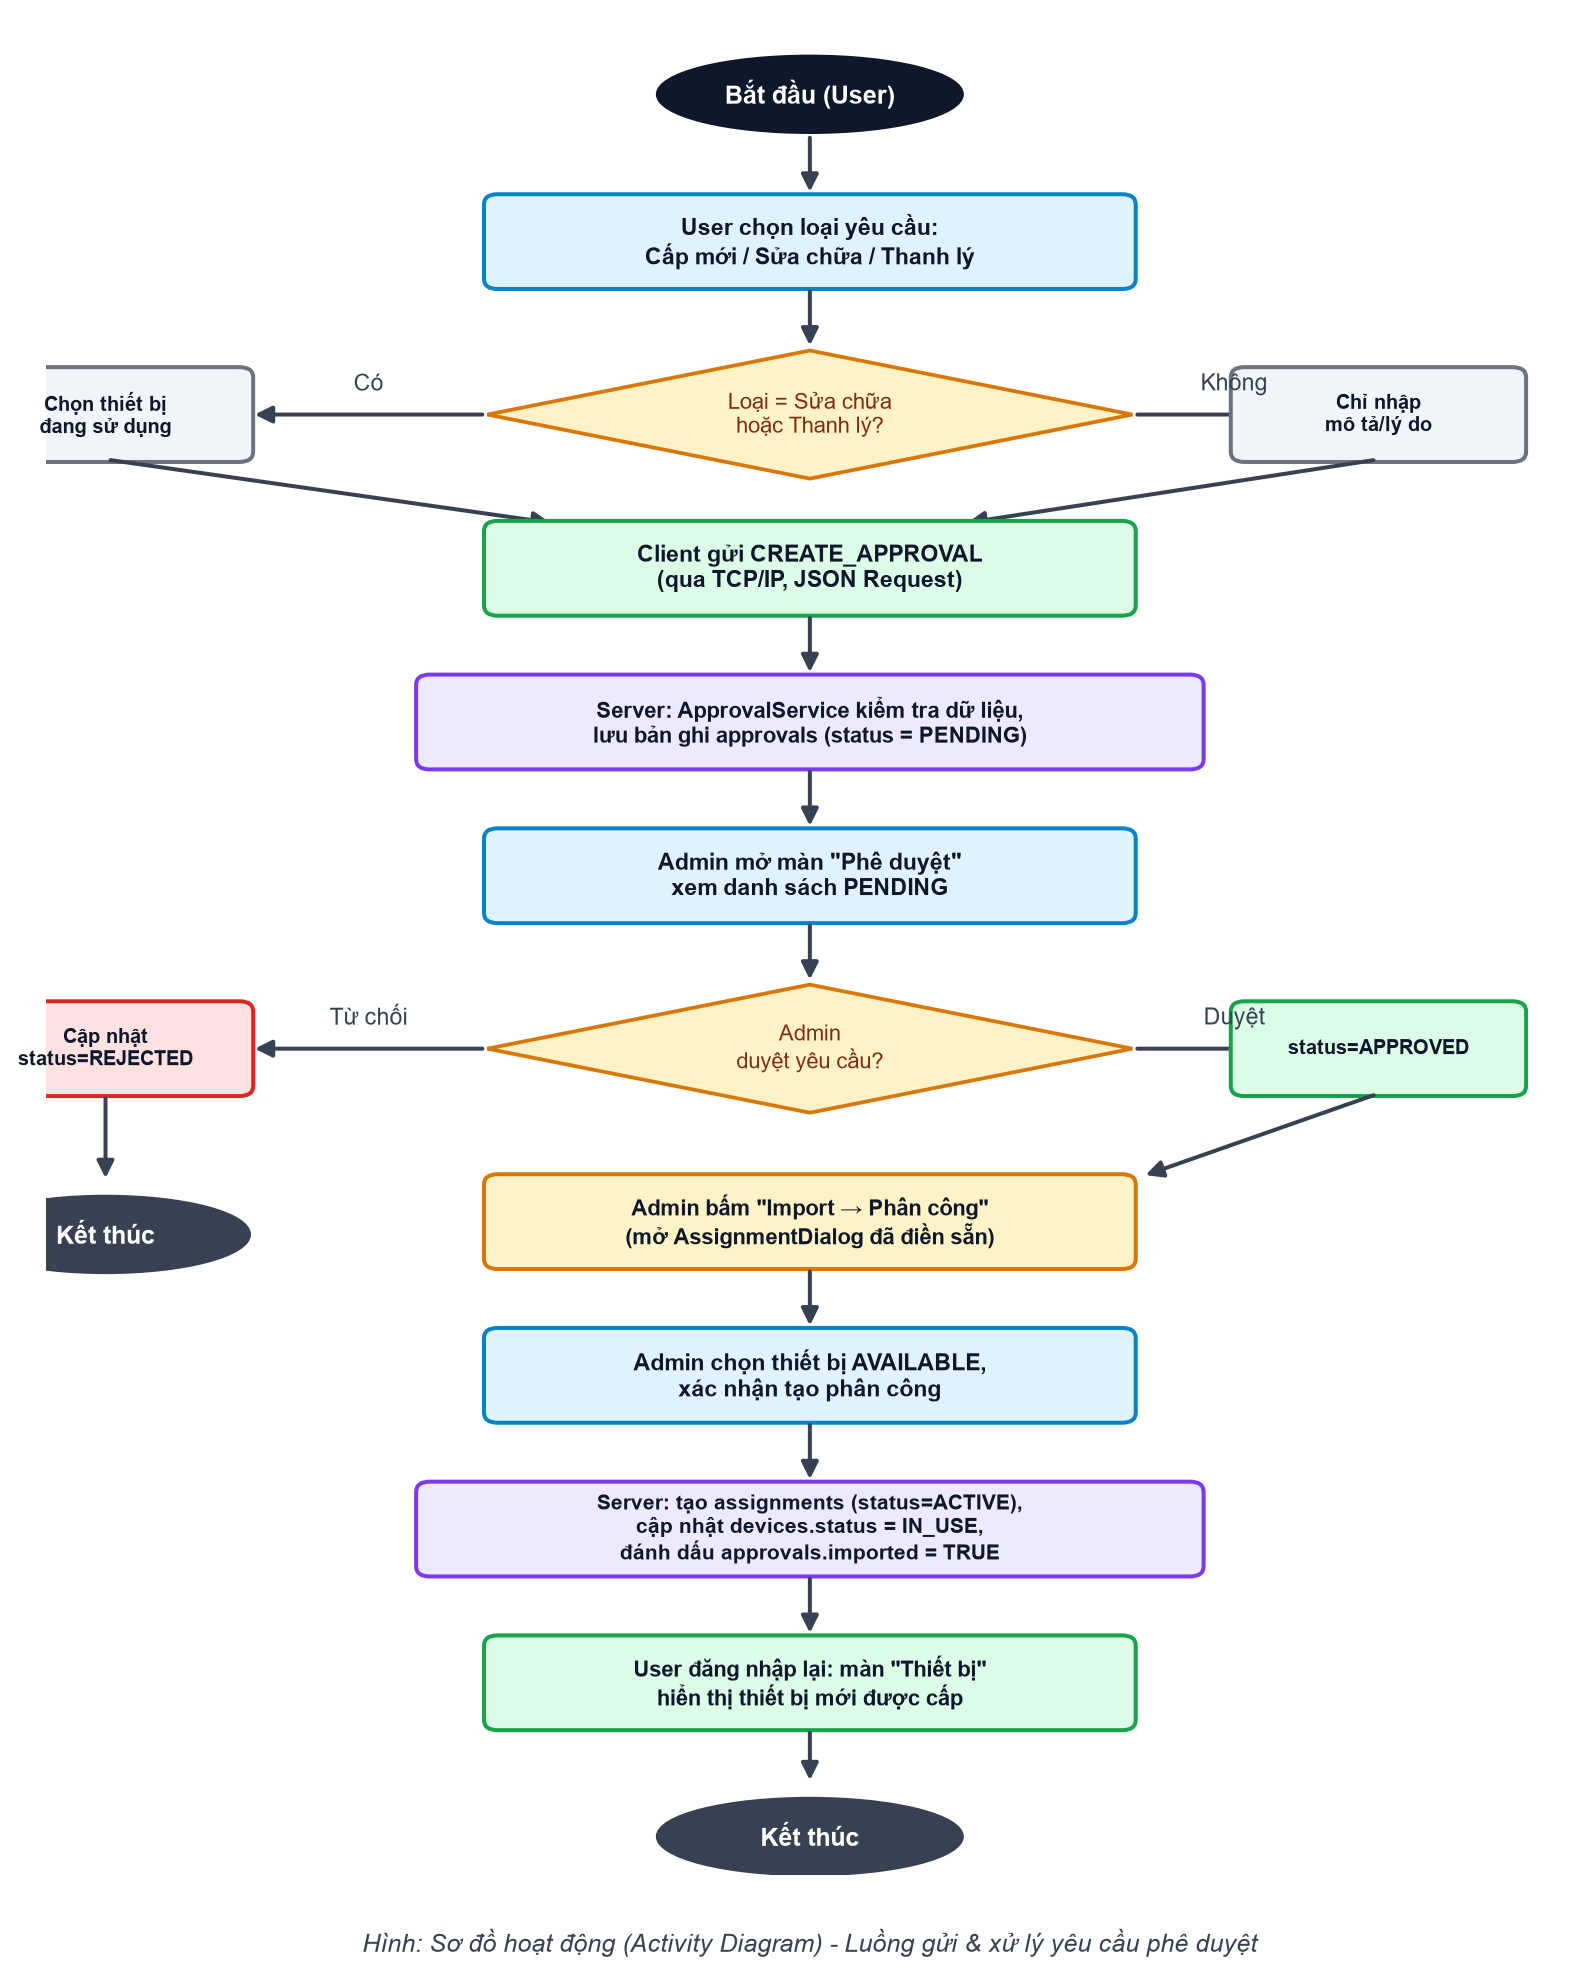 Bắt đầu (User)
User chọn loại yêu cầu:
Cấp mới / Sửa chữa / Thanh lý
Có
Không
Chọn thiết bị
đang sử dụng
Loại = Sửa chữa
hoặc Thanh lý?
Chỉ nhập
mô tả/lý do
Client gửi CREATE_APPROVAL
(qua TCP/IP, JSON Request)
Server: ApprovalService kiểm tra dữ liệu,
lưu bản ghi approvals (status = PENDING)
Admin mở màn "Phê duyệt"
xem danh sách PENDING
Từ chối
Duyệt
Cập nhật
status=REJECTED
Admin
duyệt yêu cầu?
status=APPROVED
Kết thúc
Admin bấm "Import → Phân công"
(mở AssignmentDialog đã điền sẵn)
Admin chọn thiết bị AVAILABLE,
xác nhận tạo phân công
Server: tạo assignments (status=ACTIVE),
cập nhật devices.status = IN_USE,
đánh dấu approvals.imported = TRUE
User đăng nhập lại: màn "Thiết bị"
hiển thị thiết bị mới được cấp
Kết thúc
Hình: Sơ đồ hoạt động (Activity Diagram) - Luồng gửi & xử lý yêu cầu phê duyệt